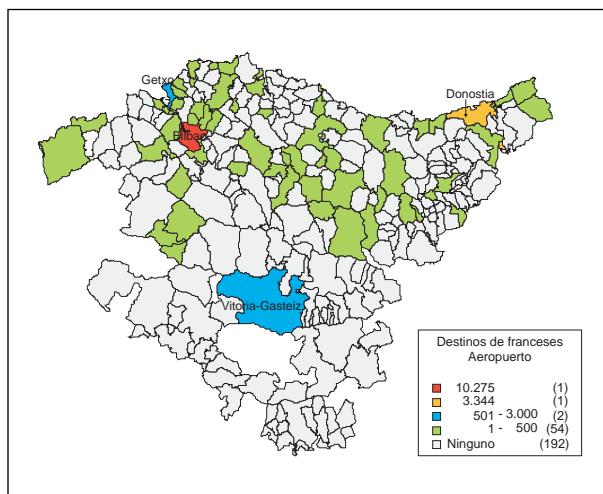 Getxo
Donostia
Bilbao
Vitoria-Gasteiz
Destinos de franceses
Aeropuerto
10.275 (1)
3.344 (1)
501 - 3.000 (2)
1 - 500 (54)
Ninguno (192)